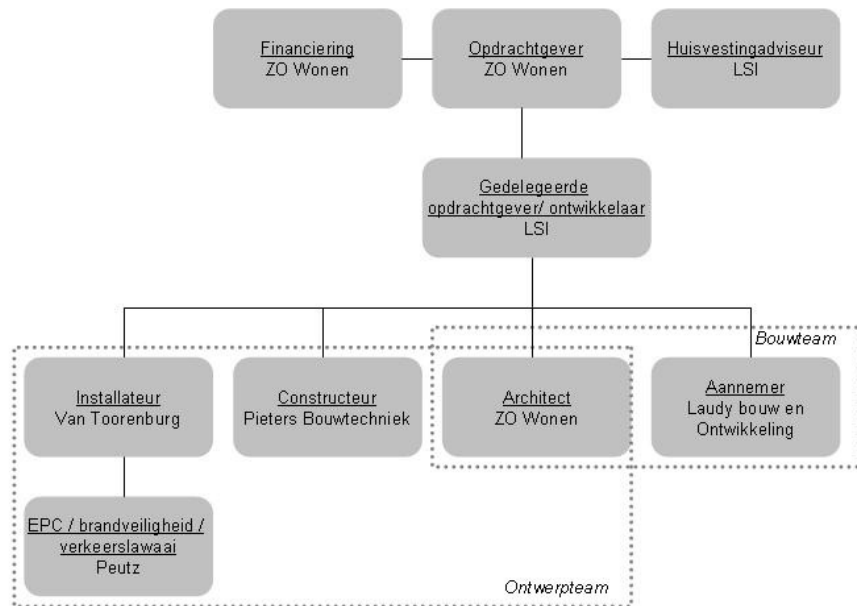 Financiering
ZO Wonen
Opdrachtgever
ZO Wonen
Huisvestingadviseur
LSI
Gedelegeerde
opdrachtgever/ ontwikkelaar
LSI
Bouwteam
Installateur
Van Toorenburg
Constructeur
Pieters Bouwtechniek
Architect
ZO Wonen
Aannemer
Laudy bouw en
Ontwikkeling
EPC / brandveiligheid /
verkeerslawaai
Peutz
Ontwerpteam